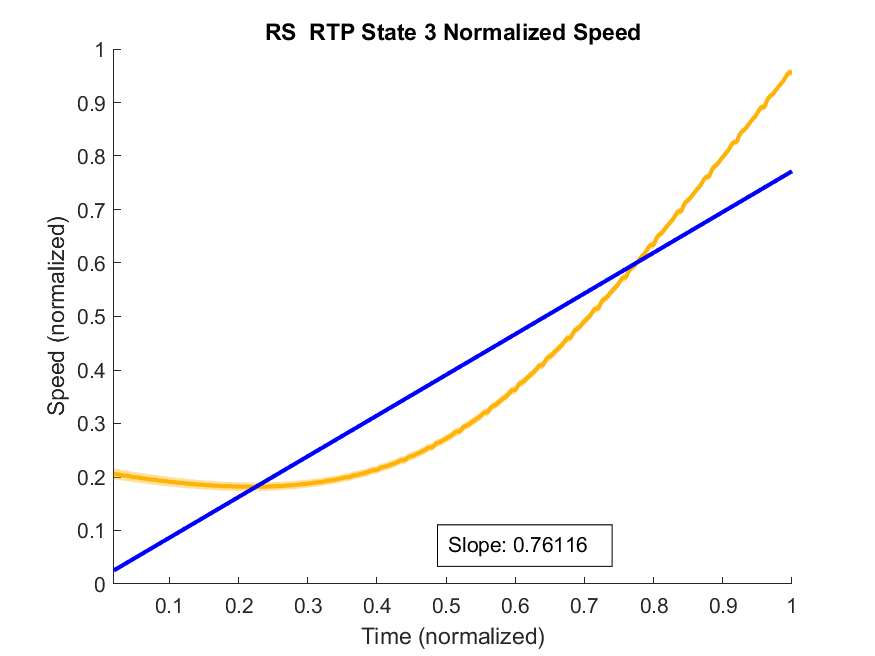 RS  RTP State 3 Normalized Speed
1
0.9
0.8
0.7
0.6
0.5
0.4
0.3
0.2
0.1
0
Speed (normalized)
Slope: 0.76116
0.1 0.2 0.3 0.4 0.5 0.6 0.7 0.8 0.9 1
Time (normalized)